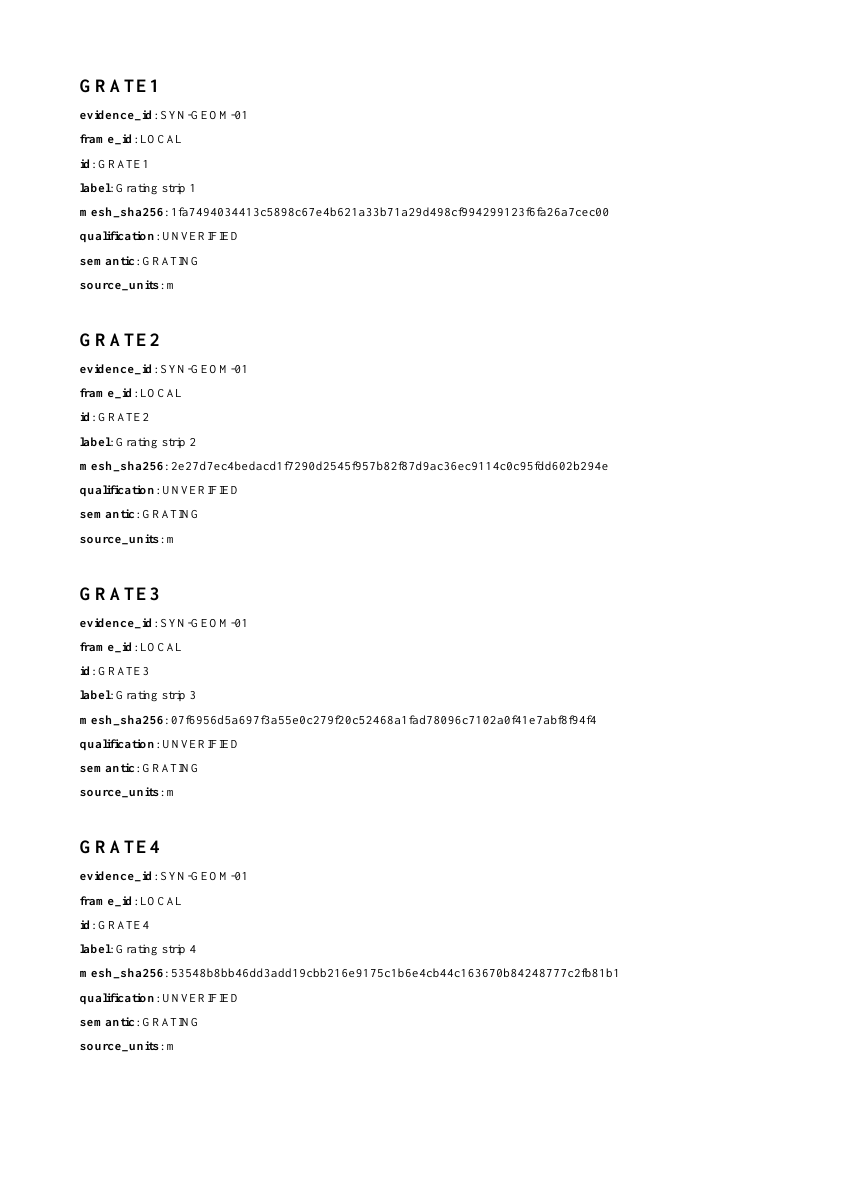 GRATE1
evidence_id: SYN-GEOM-01
frame_id: LOCAL
id: GRATE1
label: Grating strip 1
mesh_sha256: 1fa7494034413c5898c67e4b621a33b71a29d498cf994299123f6fa26a7cec00
qualification: UNVERIFIED
semantic: GRATING
source_units: m
GRATE2
evidence_id: SYN-GEOM-01
frame_id: LOCAL
id: GRATE2
label: Grating strip 2
mesh_sha256: 2e27d7ec4bedacd1f7290d2545f957b82f87d9ac36ec9114c0c95fdd602b294e
qualification: UNVERIFIED
semantic: GRATING
source_units: m
GRATE3
evidence_id: SYN-GEOM-01
frame_id: LOCAL
id: GRATE3
label: Grating strip 3
mesh_sha256: 07f6956d5a697f3a55e0c279f20c52468a1fad78096c7102a0f41e7abf8f94f4
qualification: UNVERIFIED
semantic: GRATING
source_units: m
GRATE4
evidence_id: SYN-GEOM-01
frame_id: LOCAL
id: GRATE4
label: Grating strip 4
mesh_sha256: 53548b8bb46dd3add19cbb216e9175c1b6e4cb44c163670b84248777c2fb81b1
qualification: UNVERIFIED
semantic: GRATING
source_units: m